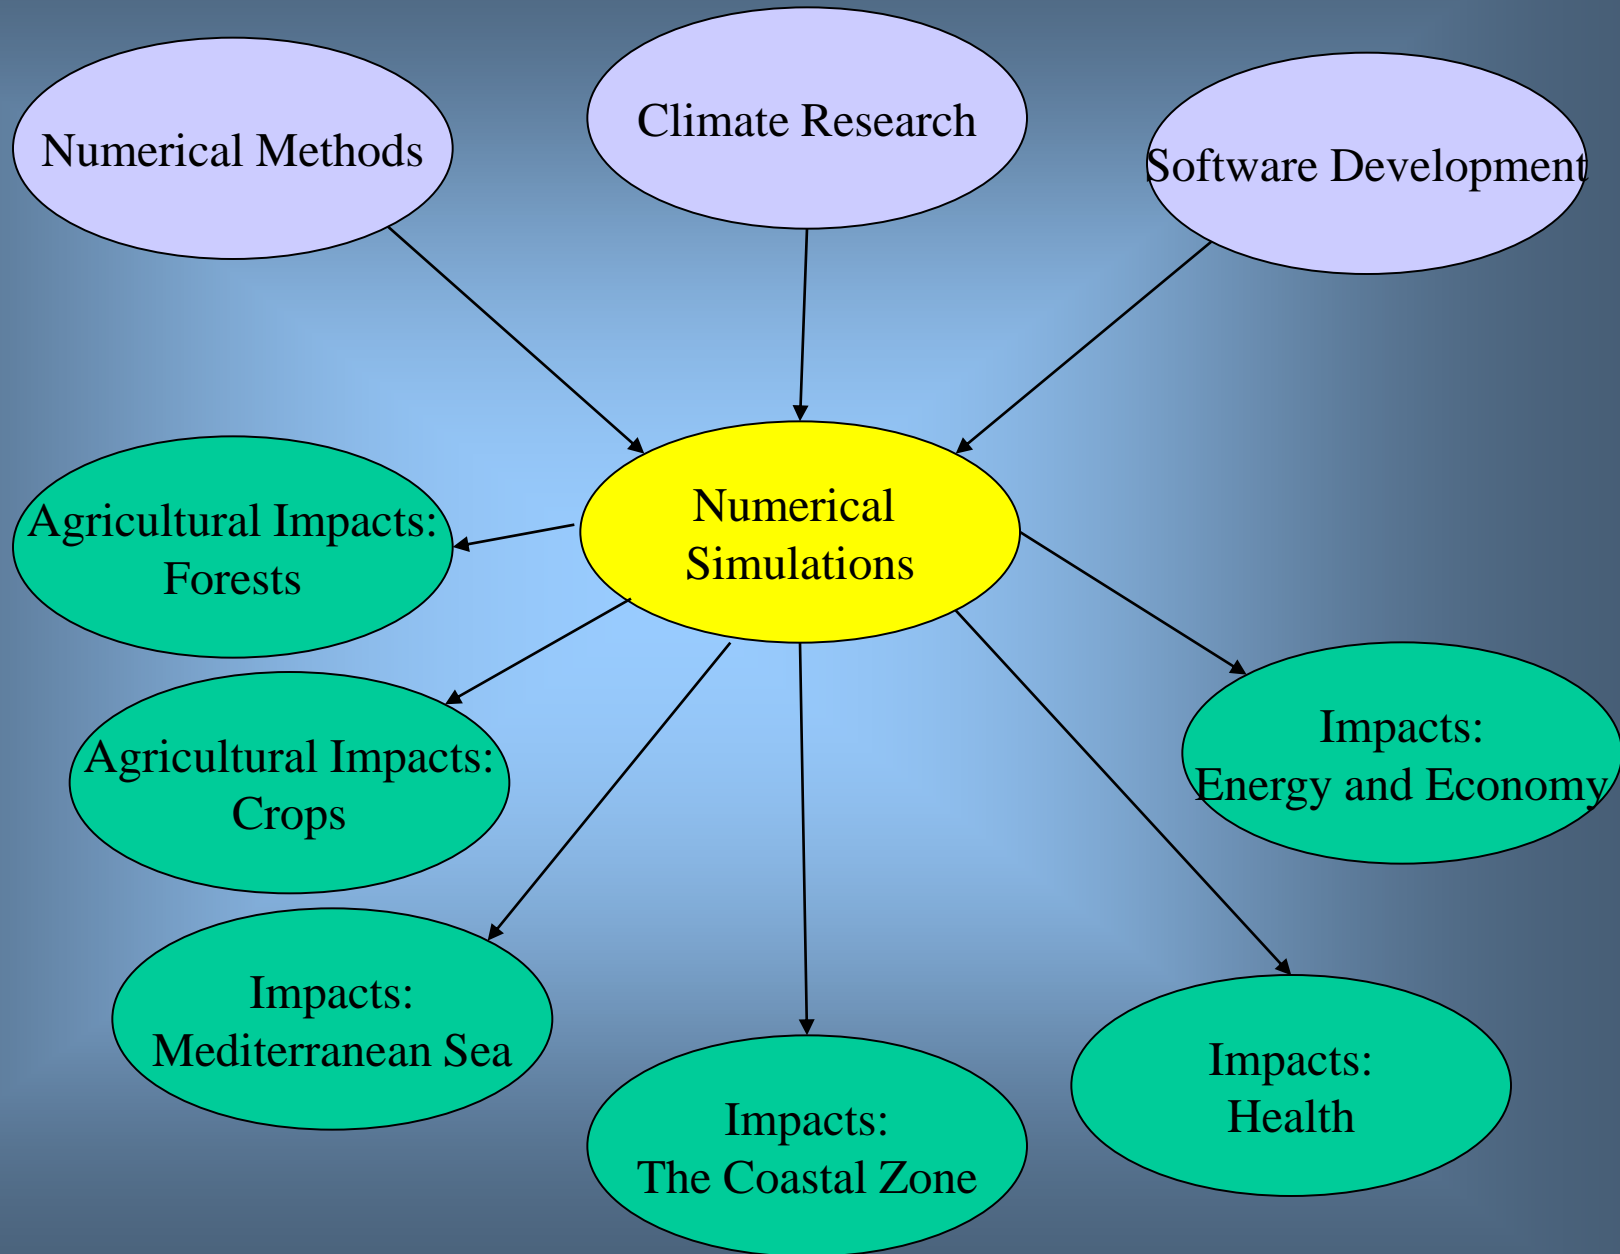 Numerical Methods
Climate Research
Software Development
Numerical
Simulations
Agricultural Impacts:
Forests
Agricultural Impacts:
Crops
Impacts:
Mediterranean Sea
Impacts:
The Coastal Zone
Impacts:
Health
Impacts:
Energy and Economy